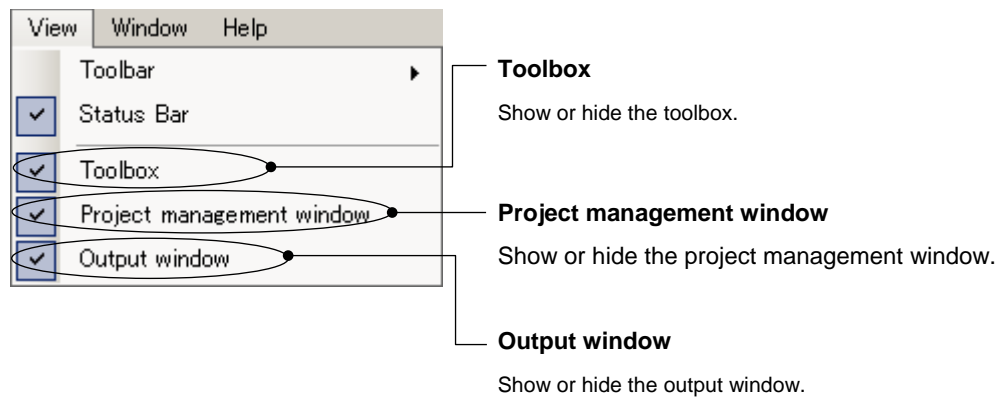 View Window Help
Toolbar
Status Bar
Toolbox
Project management window
Output window
Toolbox
Show or hide the toolbox.
Project management window
Show or hide the project management window.
Output window
Show or hide the output window.